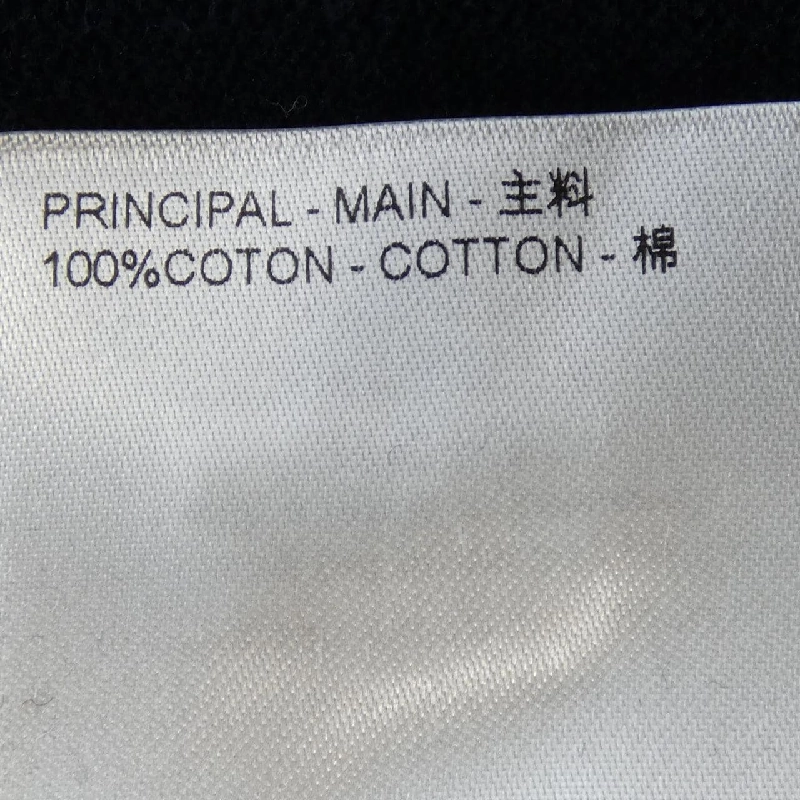 PRINCIPAL - MAIN - 主料
100%COTON - COTTON - 棉